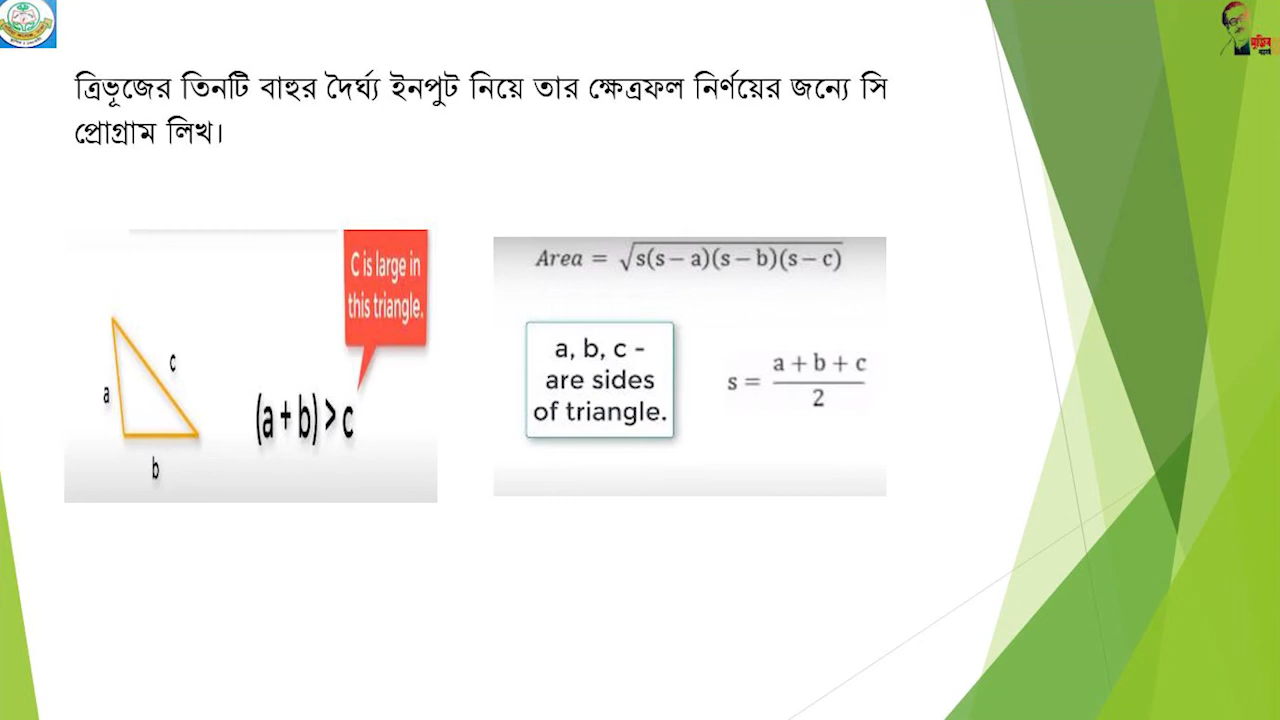 ত্রিভূজের তিনটি বাহুর দৈর্ঘ্য ইনপুট নিয়ে তার ক্ষেত্রফল নির্ণয়ের জন্যে সি
প্রোগ্রাম লিখ।
C is large in
this triangle.
a
c
b
(a + b) > c
Area = √s(s − a)(s − b)(s − c)
a, b, c -
are sides
of triangle.
s = a + b + c
2
মুজিব